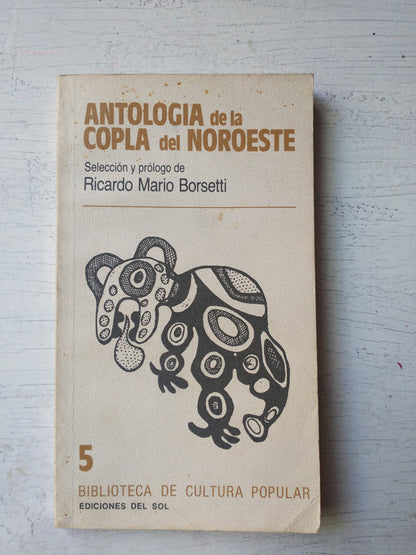 ANTOLOGIA de la
COPLA del NOROESTE
Selección y prólogo de
Ricardo Mario Borsetti
5
BIBLIOTECA DE CULTURA POPULAR
EDICIONES DEL SOL